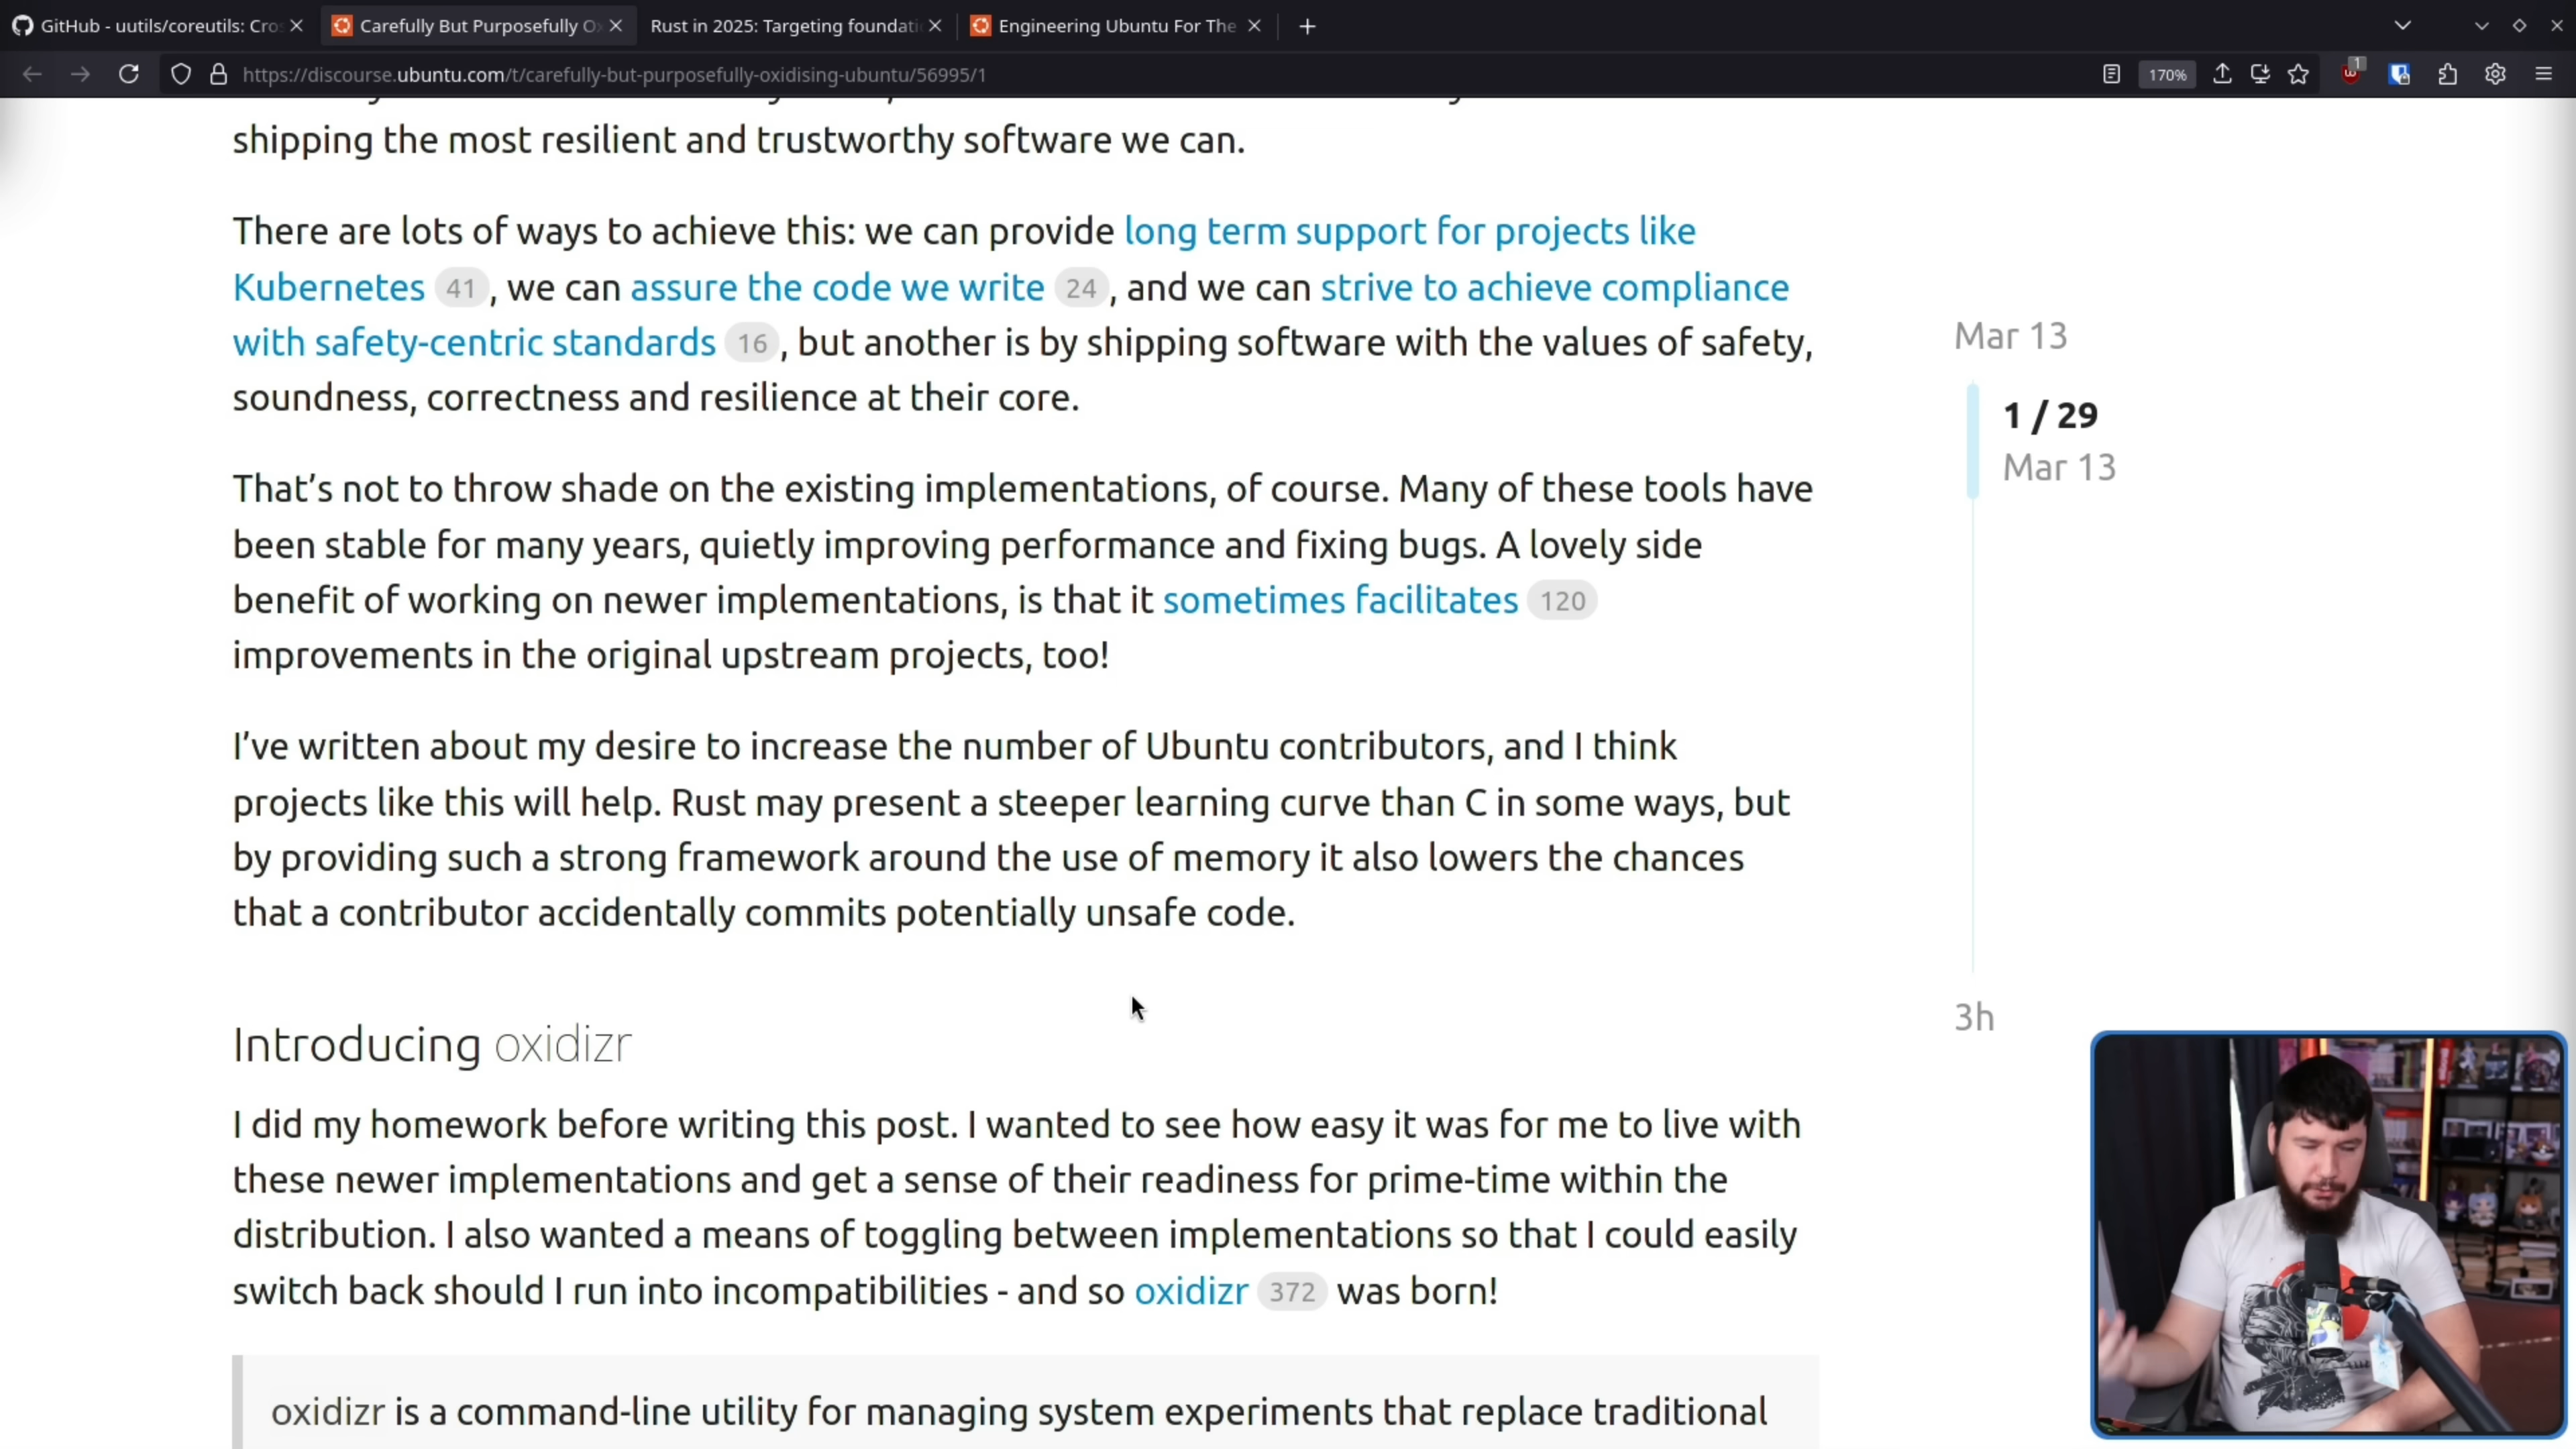 GitHub - uutils/coreutils: Cro
Carefully But Purposefully O
Rust in 2025: Targeting foundati
Engineering Ubuntu For The
https://discourse.ubuntu.com/t/carefully-but-purposefully-oxidising-ubuntu/56995/1
170%
1
shipping the most resilient and trustworthy software we can.
There are lots of ways to achieve this: we can provide long term support for projects like
Kubernetes 41, we can assure the code we write 24, and we can strive to achieve compliance
with safety-centric standards 16, but another is by shipping software with the values of safety,
soundness, correctness and resilience at their core.
That’s not to throw shade on the existing implementations, of course. Many of these tools have
been stable for many years, quietly improving performance and fixing bugs. A lovely side
benefit of working on newer implementations, is that it sometimes facilitates 120
improvements in the original upstream projects, too!
I’ve written about my desire to increase the number of Ubuntu contributors, and I think
projects like this will help. Rust may present a steeper learning curve than C in some ways, but
by providing such a strong framework around the use of memory it also lowers the chances
that a contributor accidentally commits potentially unsafe code.
Introducing oxidizr
I did my homework before writing this post. I wanted to see how easy it was for me to live with
these newer implementations and get a sense of their readiness for prime-time within the
distribution. I also wanted a means of toggling between implementations so that I could easily
switch back should I run into incompatibilities - and so oxidizr 372 was born!
oxidizr is a command-line utility for managing system experiments that replace traditional
Mar 13
1 / 29
Mar 13
3h